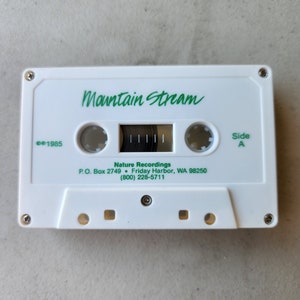 Mountain Stream
℗©1985
Side
A
Nature Recordings
P.O. Box 2749 • Friday Harbor, WA 98250
(800) 228-5711